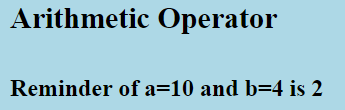 Arithmetic Operator
Reminder of a=10 and b=4 is 2